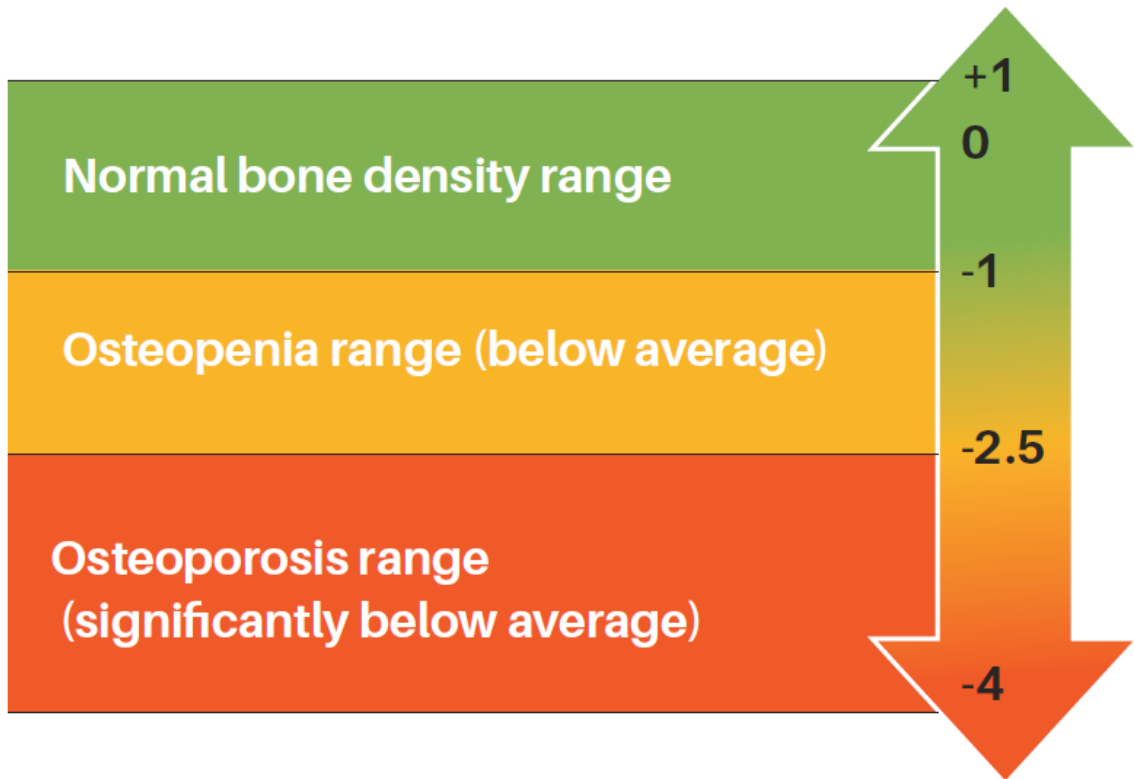 +1
0
Normal bone density range
-1
Osteopenia range (below average)
-2.5
Osteoporosis range
(significantly below average)
-4